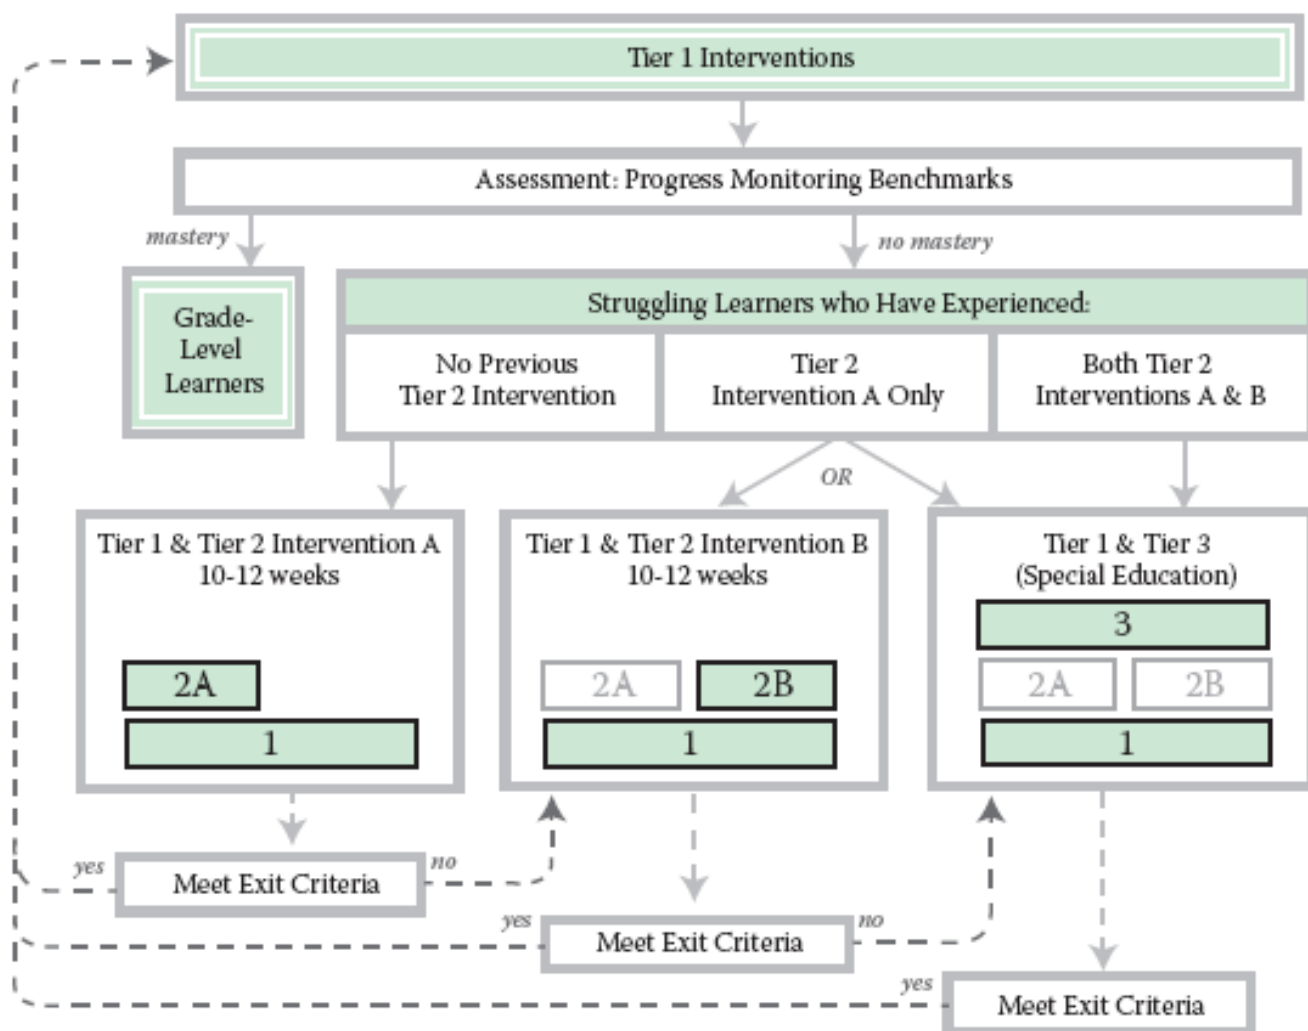 Tier 1 Interventions
Assessment: Progress Monitoring Benchmarks
mastery
no mastery
Grade-
Level
Learners
Struggling Learners who Have Experienced:
No Previous
Tier 2 Intervention
Tier 2
Intervention A Only
Both Tier 2
Interventions A & B
OR
Tier 1 & Tier 2 Intervention A
10-12 weeks
2A
1
Tier 1 & Tier 2 Intervention B
10-12 weeks
2A
2B
1
Tier 1 & Tier 3
(Special Education)
3
2A
2B
1
yes
Meet Exit Criteria
no
yes
Meet Exit Criteria
no
yes
Meet Exit Criteria